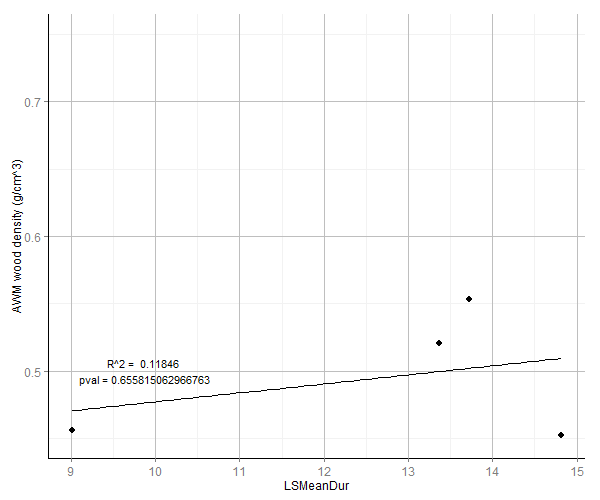 0.7
0.6
0.5
AWM wood density (g/cm^3)
R^2 = 0.11846
pval = 0.655815062966763
9 10 11 12 13 14 15
LSMeanDur